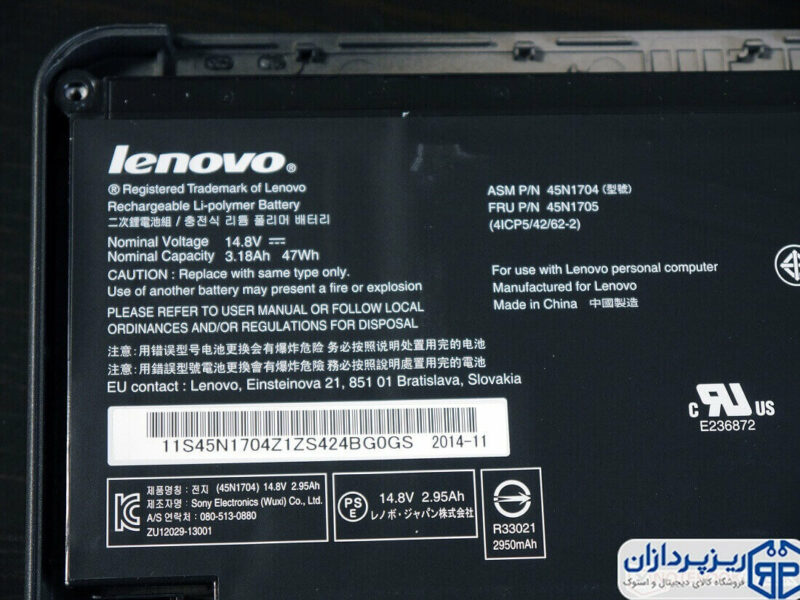 lenovo®
® Registered Trademark of Lenovo
Rechargeable Li-polymer Battery
二次鋰電池組 / 충전식 리튬 폴리머 배터리
Nominal Voltage 14.8V
Nominal Capacity 3.18Ah 47Wh
CAUTION : Replace with same type only.
Use of another battery may present a fire or explosion
PLEASE REFER TO USER MANUAL OR FOLLOW LOCAL
ORDINANCES AND/OR REGULATIONS FOR DISPOSAL
注意: 用错误型号电池更换会有爆炸危险 务必按照说明处置用完的电池
注意: 用錯誤型號電池更換會有爆炸危險 務必按照說明處置用完的電池
EU contact : Lenovo, Einsteinova 21, 851 01 Bratislava, Slovakia
ASM P/N 45N1704 (型號)
FRU P/N 45N1705
(4ICP5/42/62-2)
For use with Lenovo personal computer
Manufactured for Lenovo
Made in China 中國製造
C UR US
E236872
11S45N1704Z1ZS424BG0GS 2014-11
제품명칭 : 전지 (45N1704) 14.8V 2.95Ah
제조자명 : Sony Electronics (Wuxi) Co., Ltd.
A/S 연락처 : 080-513-0880
ZU12029-13001
PS
E
14.8V 2.95Ah
レノボ・ジャパン株式会社
R33021
2950mAh
ریزپردازان
فروشگاه کالای دیجیتال و استوک